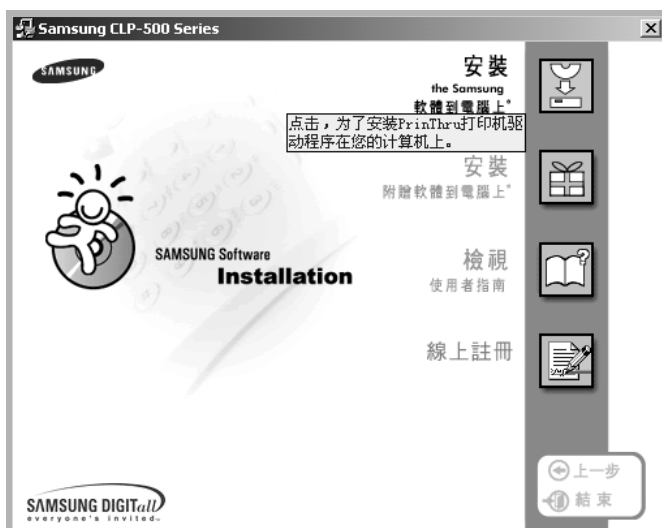 Samsung CLP-500 Series
SAMSUNG
安裝
the Samsung
軟體到電腦上*
点击，为了安装PrinThru打印机驱
动程序在您的计算机上。
安裝
附贈軟體到電腦上*
SAMSUNG Software
Installation
檢視
使用者指南
線上註冊
上一步
結束
SAMSUNG DIGITall
everyone's invited™